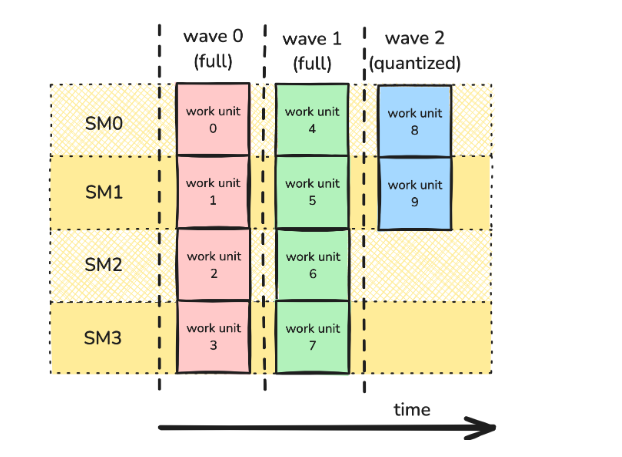 wave 0
(full)
wave 1
(full)
wave 2
(quantized)
SM0
work unit
0
work unit
4
work unit
8
SM1
work unit
1
work unit
5
work unit
9
SM2
work unit
2
work unit
6
SM3
work unit
3
work unit
7
time